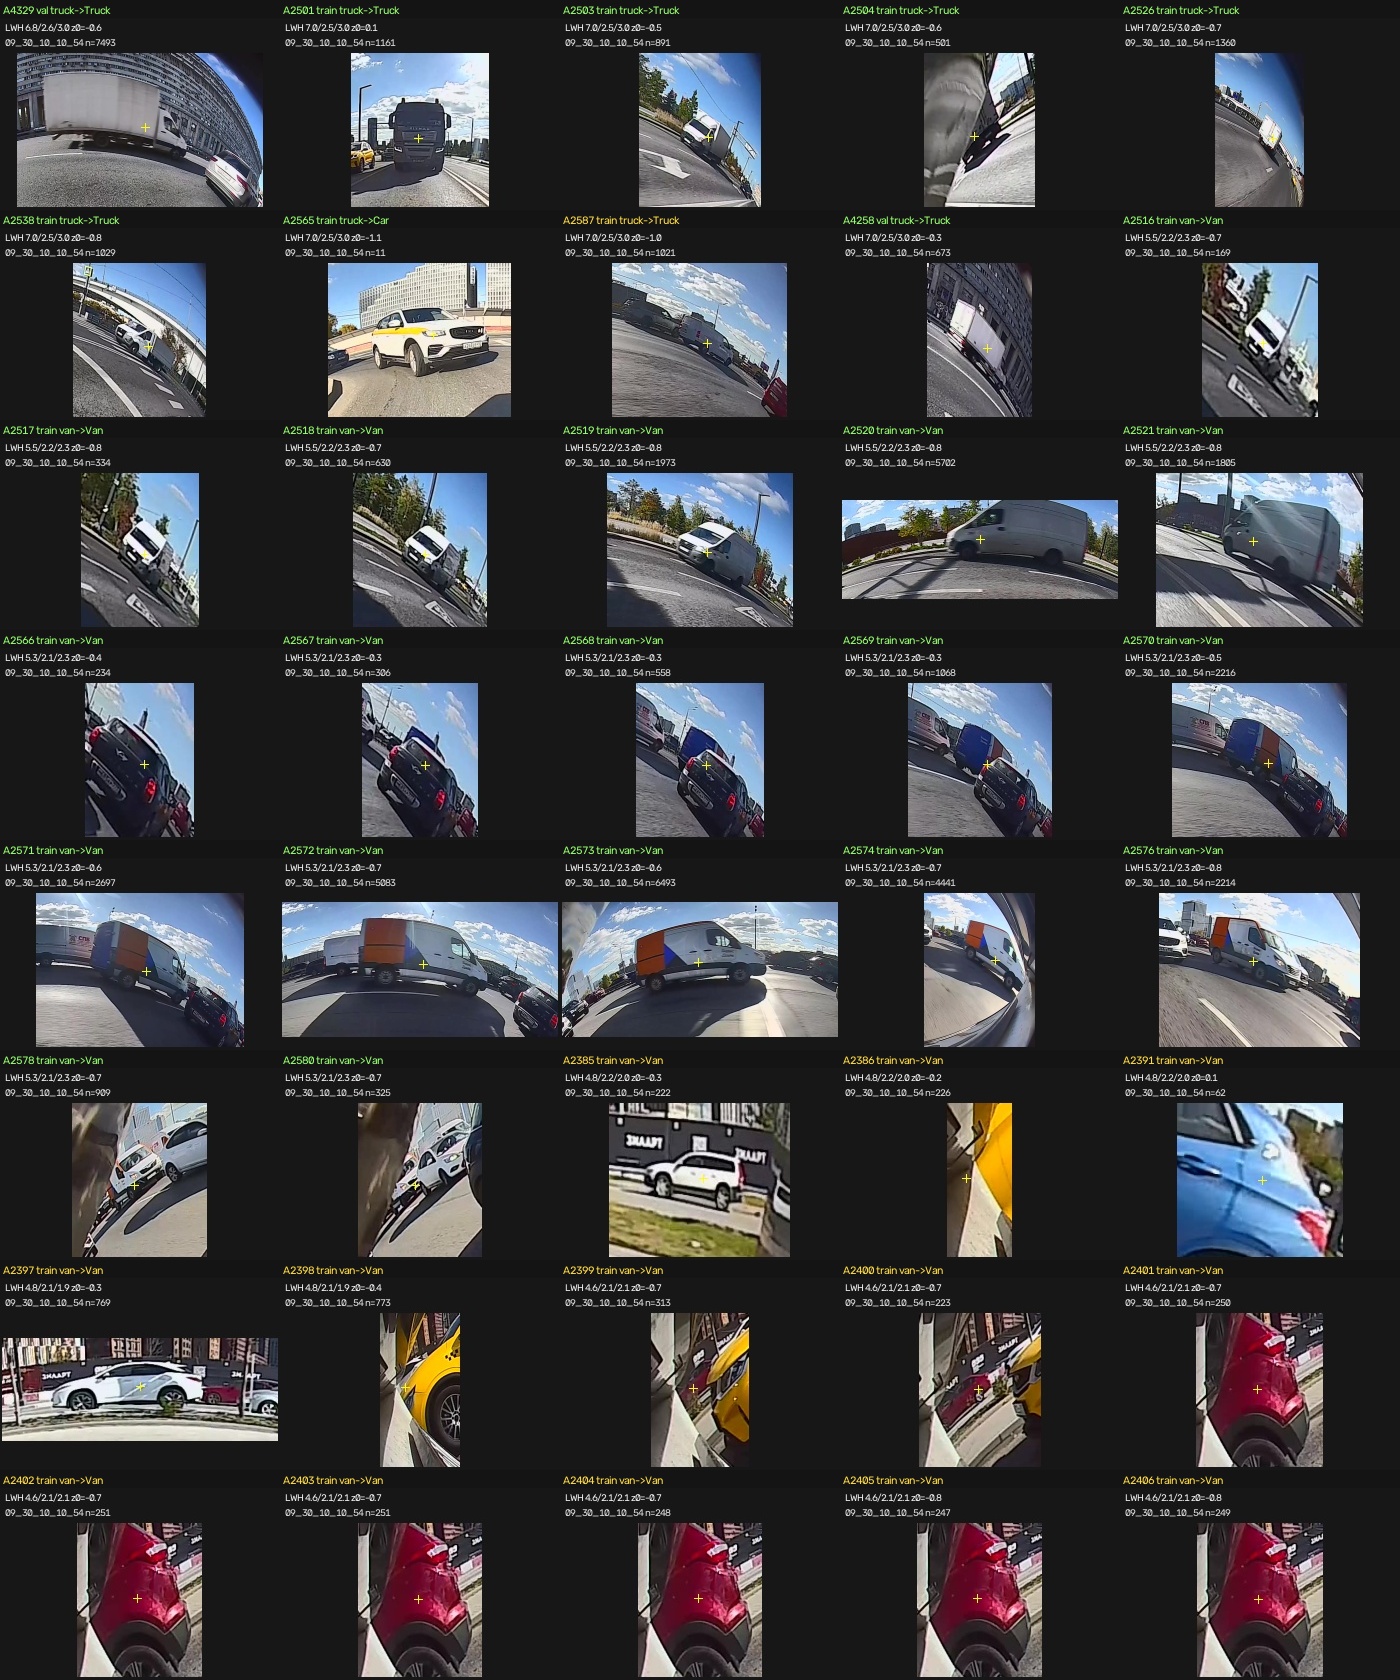 A4329 val truck->Truck
LWH 6.8/2.6/3.0 z0=-0.6
09_30_10_10_54 n=7493
A2501 train truck->Truck
LWH 7.0/2.5/3.0 z0=0.1
09_30_10_10_54 n=1161
A2503 train truck->Truck
LWH 7.0/2.5/3.0 z0=-0.5
09_30_10_10_54 n=891
A2504 train truck->Truck
LWH 7.0/2.5/3.0 z0=-0.6
09_30_10_10_54 n=501
A2526 train truck->Truck
LWH 7.0/2.5/3.0 z0=-0.7
09_30_10_10_54 n=1360
A2538 train truck->Truck
LWH 7.0/2.5/3.0 z0=-0.8
09_30_10_10_54 n=1029
A2565 train truck->Car
LWH 7.0/2.5/3.0 z0=-1.1
09_30_10_10_54 n=11
A2587 train truck->Truck
LWH 7.0/2.5/3.0 z0=-1.0
09_30_10_10_54 n=1021
A4258 val truck->Truck
LWH 7.0/2.5/3.0 z0=-0.3
09_30_10_10_54 n=673
A2516 train van->Van
LWH 5.5/2.2/2.3 z0=-0.7
09_30_10_10_54 n=169
A2517 train van->Van
LWH 5.5/2.2/2.3 z0=-0.8
09_30_10_10_54 n=334
A2518 train van->Van
LWH 5.5/2.2/2.3 z0=-0.7
09_30_10_10_54 n=630
A2519 train van->Van
LWH 5.5/2.2/2.3 z0=-0.8
09_30_10_10_54 n=1973
A2520 train van->Van
LWH 5.5/2.2/2.3 z0=-0.8
09_30_10_10_54 n=5702
A2521 train van->Van
LWH 5.5/2.2/2.3 z0=-0.8
09_30_10_10_54 n=1805
A2566 train van->Van
LWH 5.3/2.1/2.3 z0=-0.4
09_30_10_10_54 n=234
A2567 train van->Van
LWH 5.3/2.1/2.3 z0=-0.3
09_30_10_10_54 n=306
A2568 train van->Van
LWH 5.3/2.1/2.3 z0=-0.3
09_30_10_10_54 n=558
A2569 train van->Van
LWH 5.3/2.1/2.3 z0=-0.3
09_30_10_10_54 n=1068
A2570 train van->Van
LWH 5.3/2.1/2.3 z0=-0.5
09_30_10_10_54 n=2216
A2571 train van->Van
LWH 5.3/2.1/2.3 z0=-0.6
09_30_10_10_54 n=2697
A2572 train van->Van
LWH 5.3/2.1/2.3 z0=-0.7
09_30_10_10_54 n=5083
A2573 train van->Van
LWH 5.3/2.1/2.3 z0=-0.6
09_30_10_10_54 n=6493
A2574 train van->Van
LWH 5.3/2.1/2.3 z0=-0.7
09_30_10_10_54 n=4441
A2576 train van->Van
LWH 5.3/2.1/2.3 z0=-0.8
09_30_10_10_54 n=2214
A2578 train van->Van
LWH 5.3/2.1/2.3 z0=-0.7
09_30_10_10_54 n=909
A2580 train van->Van
LWH 5.3/2.1/2.3 z0=-0.7
09_30_10_10_54 n=325
A2385 train van->Van
LWH 4.8/2.2/2.0 z0=-0.3
09_30_10_10_54 n=222
A2386 train van->Van
LWH 4.8/2.2/2.0 z0=-0.2
09_30_10_10_54 n=226
A2391 train van->Van
LWH 4.8/2.2/2.0 z0=0.1
09_30_10_10_54 n=62
A2397 train van->Van
LWH 4.8/2.1/1.9 z0=-0.3
09_30_10_10_54 n=769
A2398 train van->Van
LWH 4.8/2.1/1.9 z0=-0.4
09_30_10_10_54 n=773
A2399 train van->Van
LWH 4.6/2.1/2.1 z0=-0.7
09_30_10_10_54 n=313
A2400 train van->Van
LWH 4.6/2.1/2.1 z0=-0.7
09_30_10_10_54 n=223
A2401 train van->Van
LWH 4.6/2.1/2.1 z0=-0.7
09_30_10_10_54 n=250
A2402 train van->Van
LWH 4.6/2.1/2.1 z0=-0.7
09_30_10_10_54 n=251
A2403 train van->Van
LWH 4.6/2.1/2.1 z0=-0.7
09_30_10_10_54 n=251
A2404 train van->Van
LWH 4.6/2.1/2.1 z0=-0.7
09_30_10_10_54 n=248
A2405 train van->Van
LWH 4.6/2.1/2.1 z0=-0.8
09_30_10_10_54 n=247
A2406 train van->Van
LWH 4.6/2.1/2.1 z0=-0.8
09_30_10_10_54 n=249